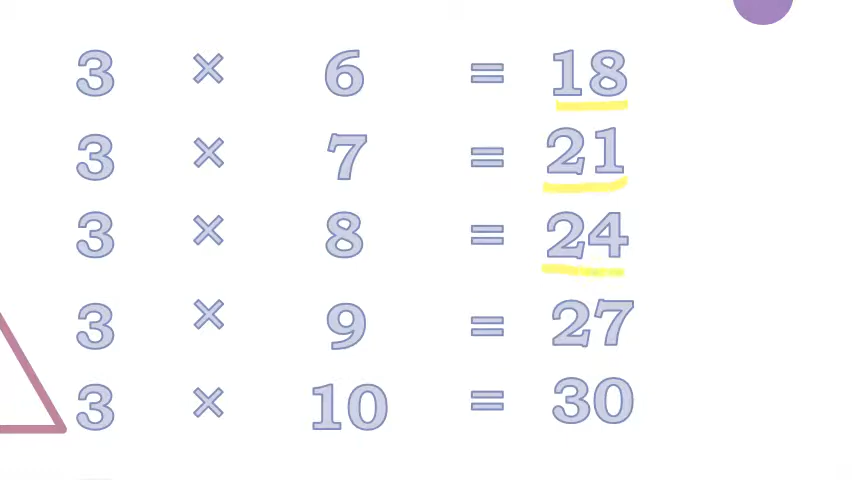 3 × 6 = 18
3 × 7 = 21
3 × 8 = 24
3 × 9 = 27
3 × 10 = 30